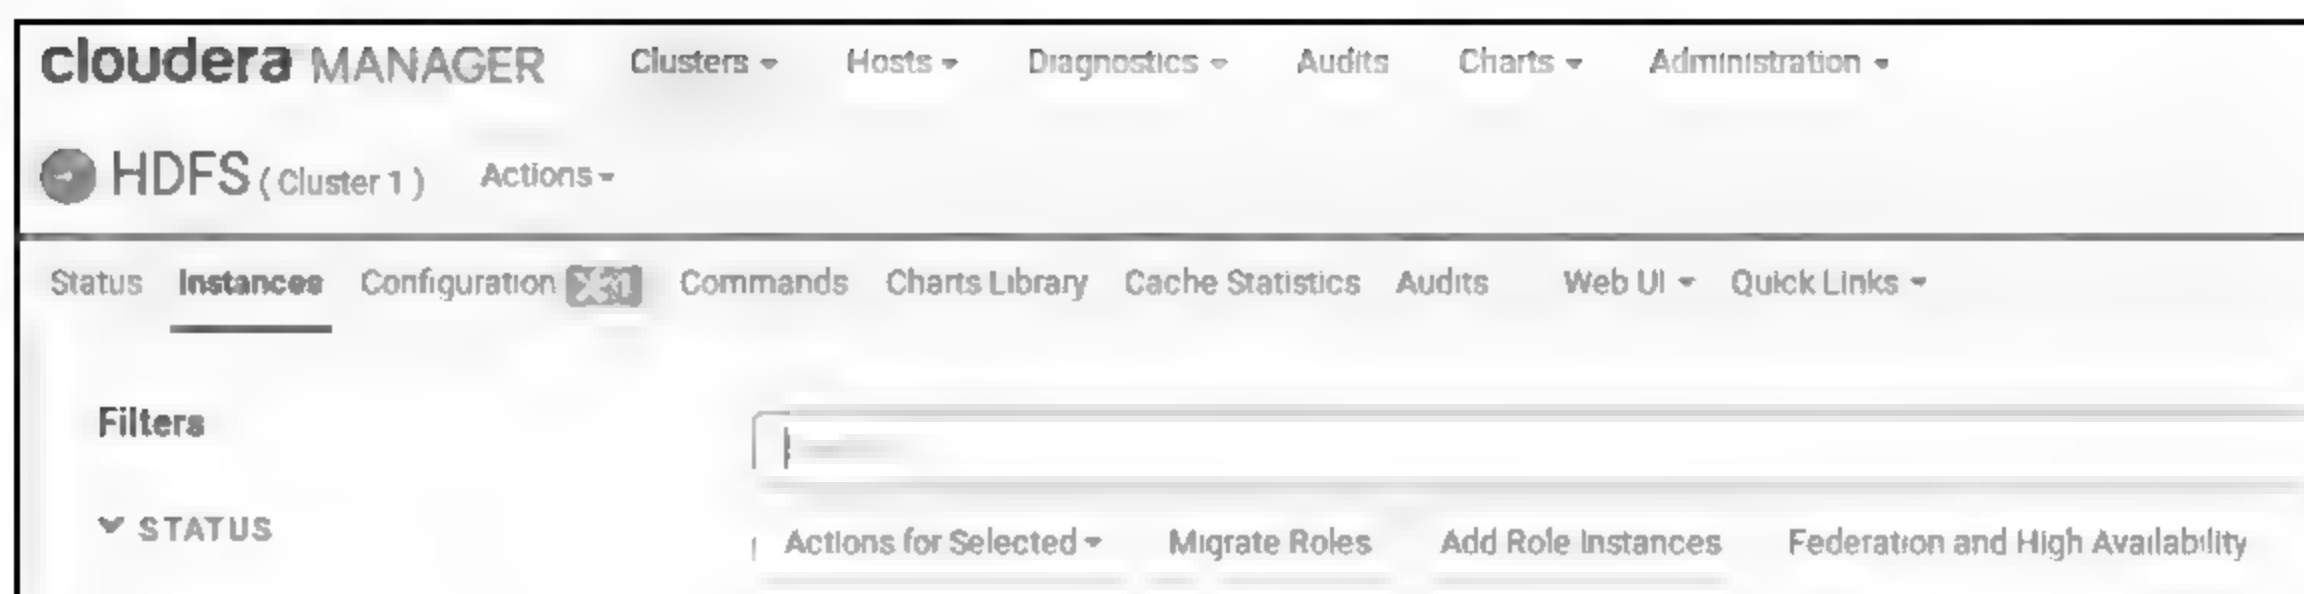 cloudera MANAGER Clusters Hosts Diagnostics Audits Charts Administration
HDFS ( Cluster 1 ) Actions
Status Instances Configuration Commands Charts Library Cache Statistics Audits Web UI Quick Links
Filters
STATUS
Actions for Selected Migrate Roles Add Role Instances Federation and High Availability